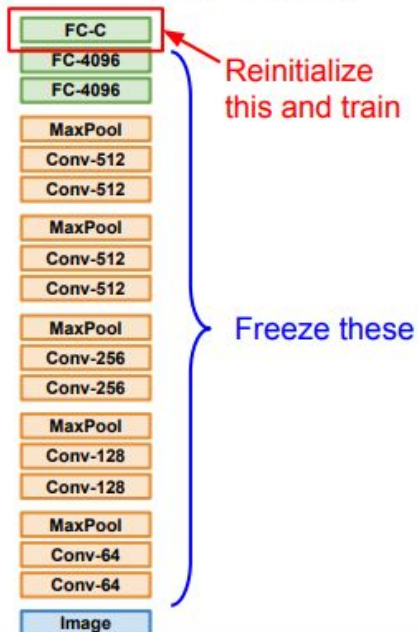 FC-C
FC-4096
FC-4096
Reinitialize
this and train
MaxPool
Conv-512
Conv-512
MaxPool
Conv-512
Conv-512
MaxPool
Conv-256
Conv-256
Freeze these
MaxPool
Conv-128
Conv-128
MaxPool
Conv-64
Conv-64
Image